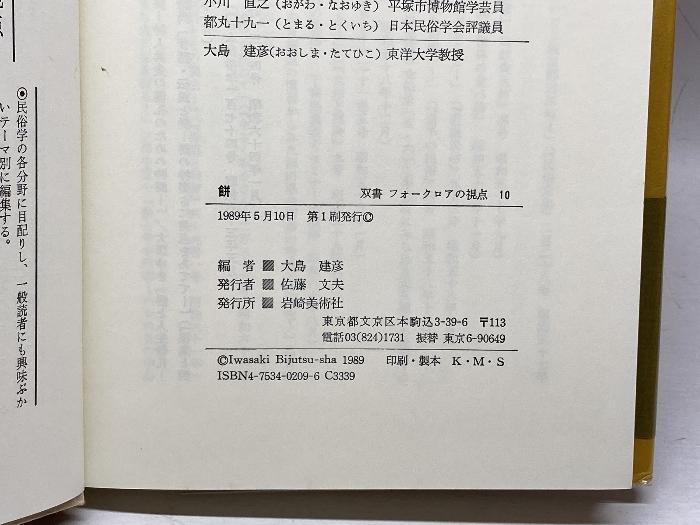 小川 直之(おがわ・なおゆき) 平塚市博物館学芸員
都丸十九一(とまる・とくいち) 日本民俗学会評議員
大島 建彦(おおしま・たてひこ) 東洋大学教授
餅 双書 フォークロアの視点 10
1989年5月10日 第1刷発行©
編 者 ▨ 大島 建彦
発行者 ▨ 佐藤 文夫
発行所 ▨ 岩崎美術社
東京都文京区本駒込3-39-6 〒113
電話03(824)1731 振替 東京6-90649
©Iwasaki Bijutsu-sha 1989 印刷・製本 K・M・S
ISBN4-7534-0209-6 C3339
◉民俗学の各分野に目配りし、一般読者にも興味ぶか
いテーマ別に編集する。